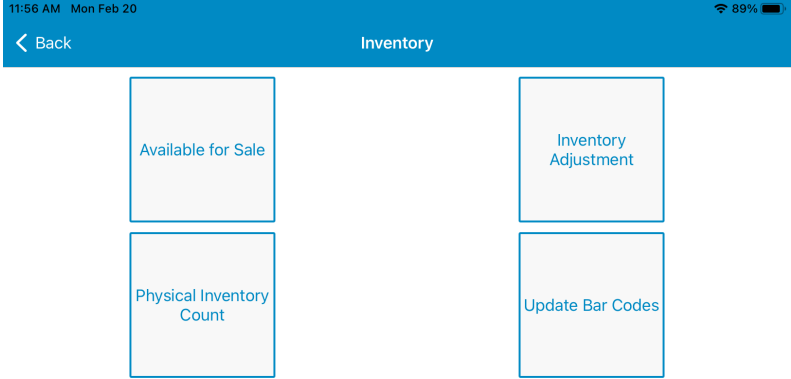 11:56 AM Mon Feb 20
89%
Back
Inventory
Available for Sale
Inventory
Adjustment
Physical Inventory
Count
Update Bar Codes